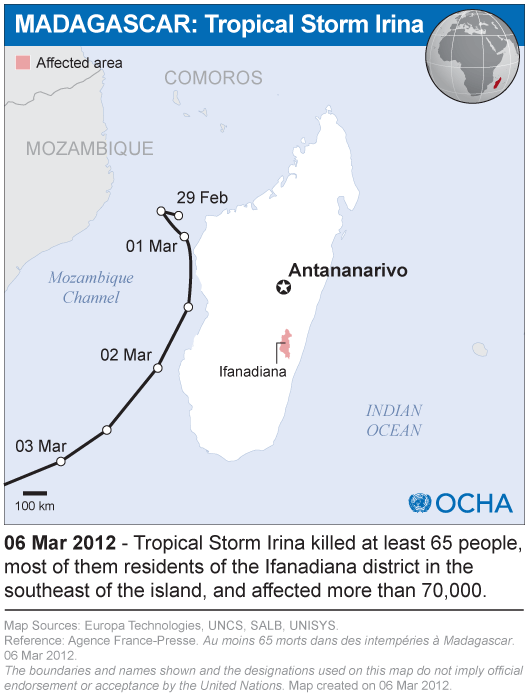 MADAGASCAR: Tropical Storm Irina
Affected area
COMOROS
MOZAMBIQUE
29 Feb
01 Mar
Antananarivo
Mozambique
Channel
02 Mar
Ifanadiana
INDIAN
OCEAN
03 Mar
100 km
OCHA
06 Mar 2012 - Tropical Storm Irina killed at least 65 people,
most of them residents of the Ifanadiana district in the
southeast of the island, and affected more than 70,000.
Map Sources: Europa Technologies, UNCS, SALB, UNISYS.
Reference: Agence France-Presse. Au moins 65 morts dans des intempéries à Madagascar.
06 Mar 2012.
The boundaries and names shown and the designations used on this map do not imply official
endorsement or acceptance by the United Nations. Map created on 06 Mar 2012.